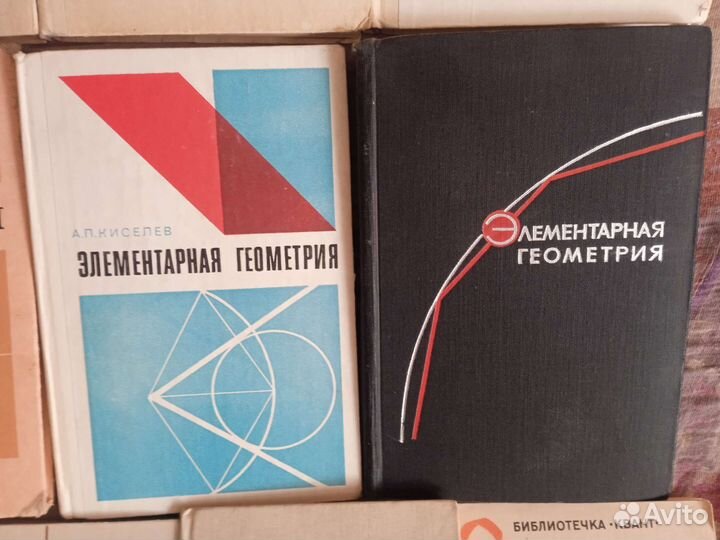 А.П.КИСЕЛЕВ
ЭЛЕМЕНТАРНАЯ ГЕОМЕТРИЯ
ЭЛЕМЕНТАРНАЯ
ГЕОМЕТРИЯ
БИБЛИОТЕЧКА·КВАНТ·
Avito